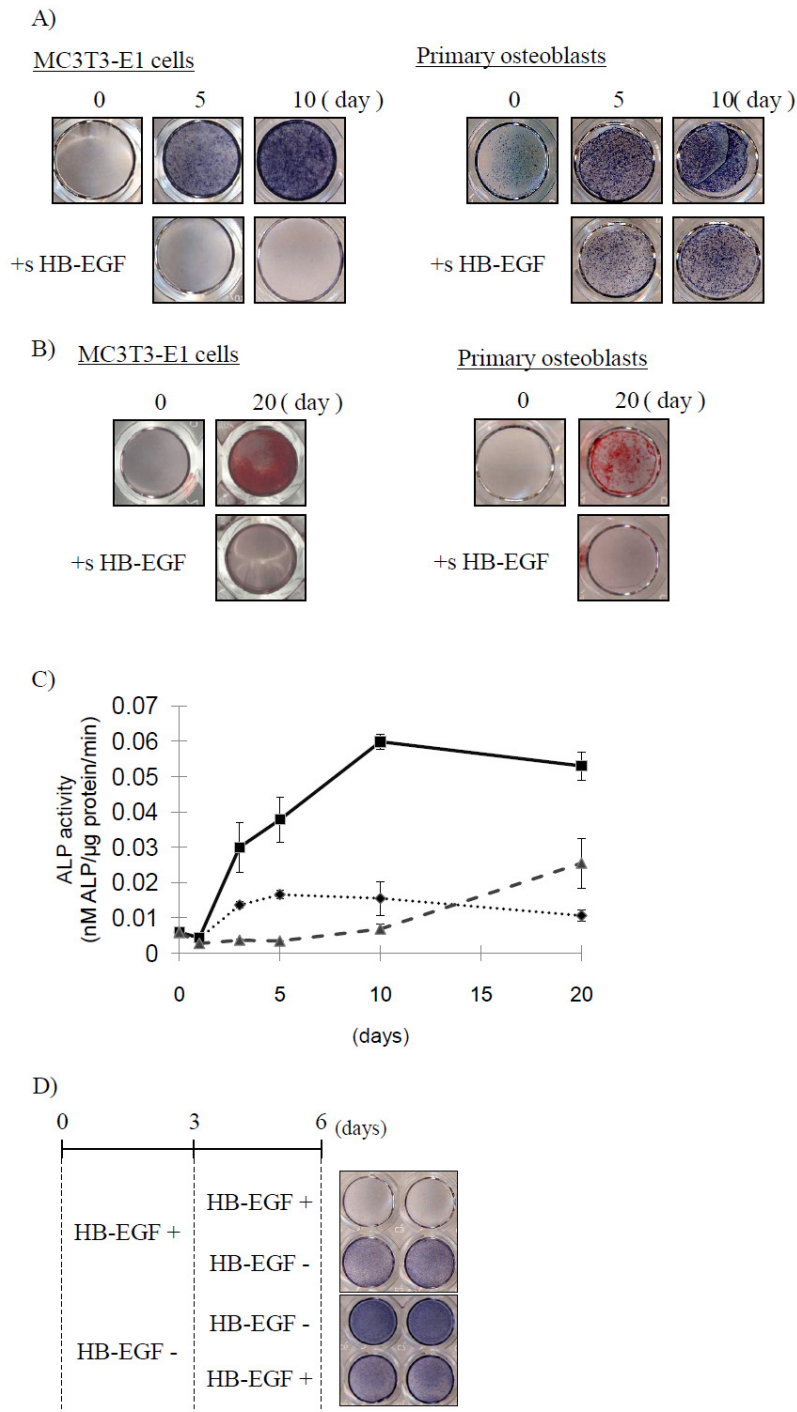 A)
MC3T3-E1 cells
0 5 10 ( day )
+s HB-EGF
Primary osteoblasts
0 5 10( day )
+s HB-EGF
B)
MC3T3-E1 cells
0 20 ( day )
+s HB-EGF
Primary osteoblasts
0 20 ( day )
+s HB-EGF
C)
ALP activity
(nM ALP/μg protein/min)
0.07
0.06
0.05
0.04
0.03
0.02
0.01
0
0 5 10 15 20
(days)
D)
0 3 6 (days)
HB-EGF +
HB-EGF +
HB-EGF -
HB-EGF -
HB-EGF -
HB-EGF +